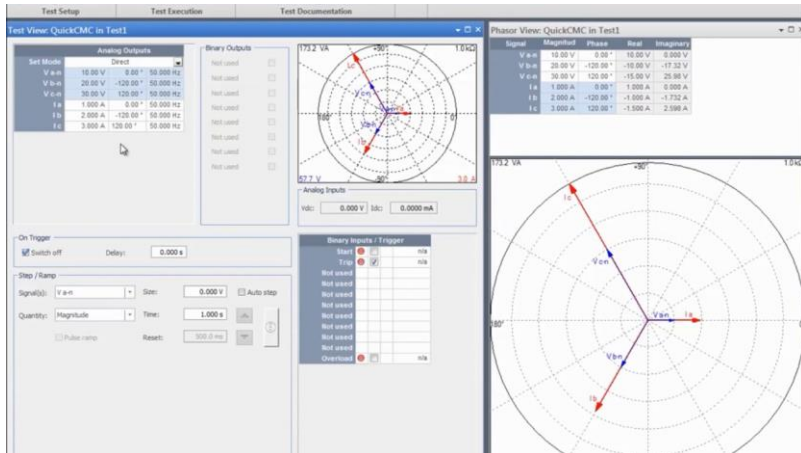 Test Setup Test Execution Test Documentation
Test View: QuickCMC in Test1
Analog Outputs
Set Mode Direct
V a-n 10.00 V 0.00 ° 50.000 Hz
V b-n 20.00 V -120.00 ° 50.000 Hz
V c-n 30.00 V 120.00 ° 50.000 Hz
I a 1.000 A 0.00 ° 50.000 Hz
I b 2.000 A -120.00 ° 50.000 Hz
I c 3.000 A 120.00 ° 50.000 Hz
Binary Outputs
Not used
Not used
Not used
Not used
Not used
Not used
Not used
Not used
173.2 VA +90° 1.0 kΩ
I c
V c-n
180° 0°
V b-n
I b
57.7 V -90° 3.0 A
Analog Inputs
Vdc: 0.000 V Idc: 0.0000 mA
On Trigger
Switch off Delay: 0.000 s
Step / Ramp
Signal(s): V a-n Size: 0.000 V Auto step
Quantity: Magnitude Time: 1.000 s
Pulse ramp Reset: 500.0 ms
Binary Inputs / Trigger
Start n/a
Trip n/a
Not used
Not used
Not used
Not used
Not used
Not used
Not used
Not used
Overload n/a
Phasor View: QuickCMC in Test1
Signal Magnitud Phase Real Imaginary
V a-n 10.00 V 0.00 ° 10.00 V 0.000 V
V b-n 20.00 V -120.00 ° -10.00 V -17.32 V
V c-n 30.00 V 120.00 ° -15.00 V 25.98 V
I a 1.000 A 0.00 ° 1.000 A 0.000 A
I b 2.000 A -120.00 ° -1.000 A -1.732 A
I c 3.000 A 120.00 ° -1.500 A 2.598 A
173.2 VA +90° 1.0 kΩ
I c
V c-n
V a-n I a
180° 0°
V b-n
I b